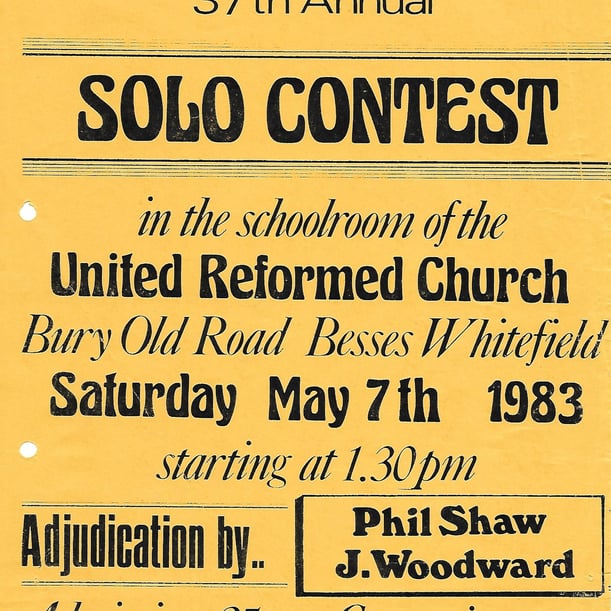 37th Annual
SOLO CONTEST
in the schoolroom of the
United Reformed Church
Bury Old Road Besses Whitefield
Saturday May 7th 1983
starting at 1.30pm
Adjudication by..
Phil Shaw
J.Woodward